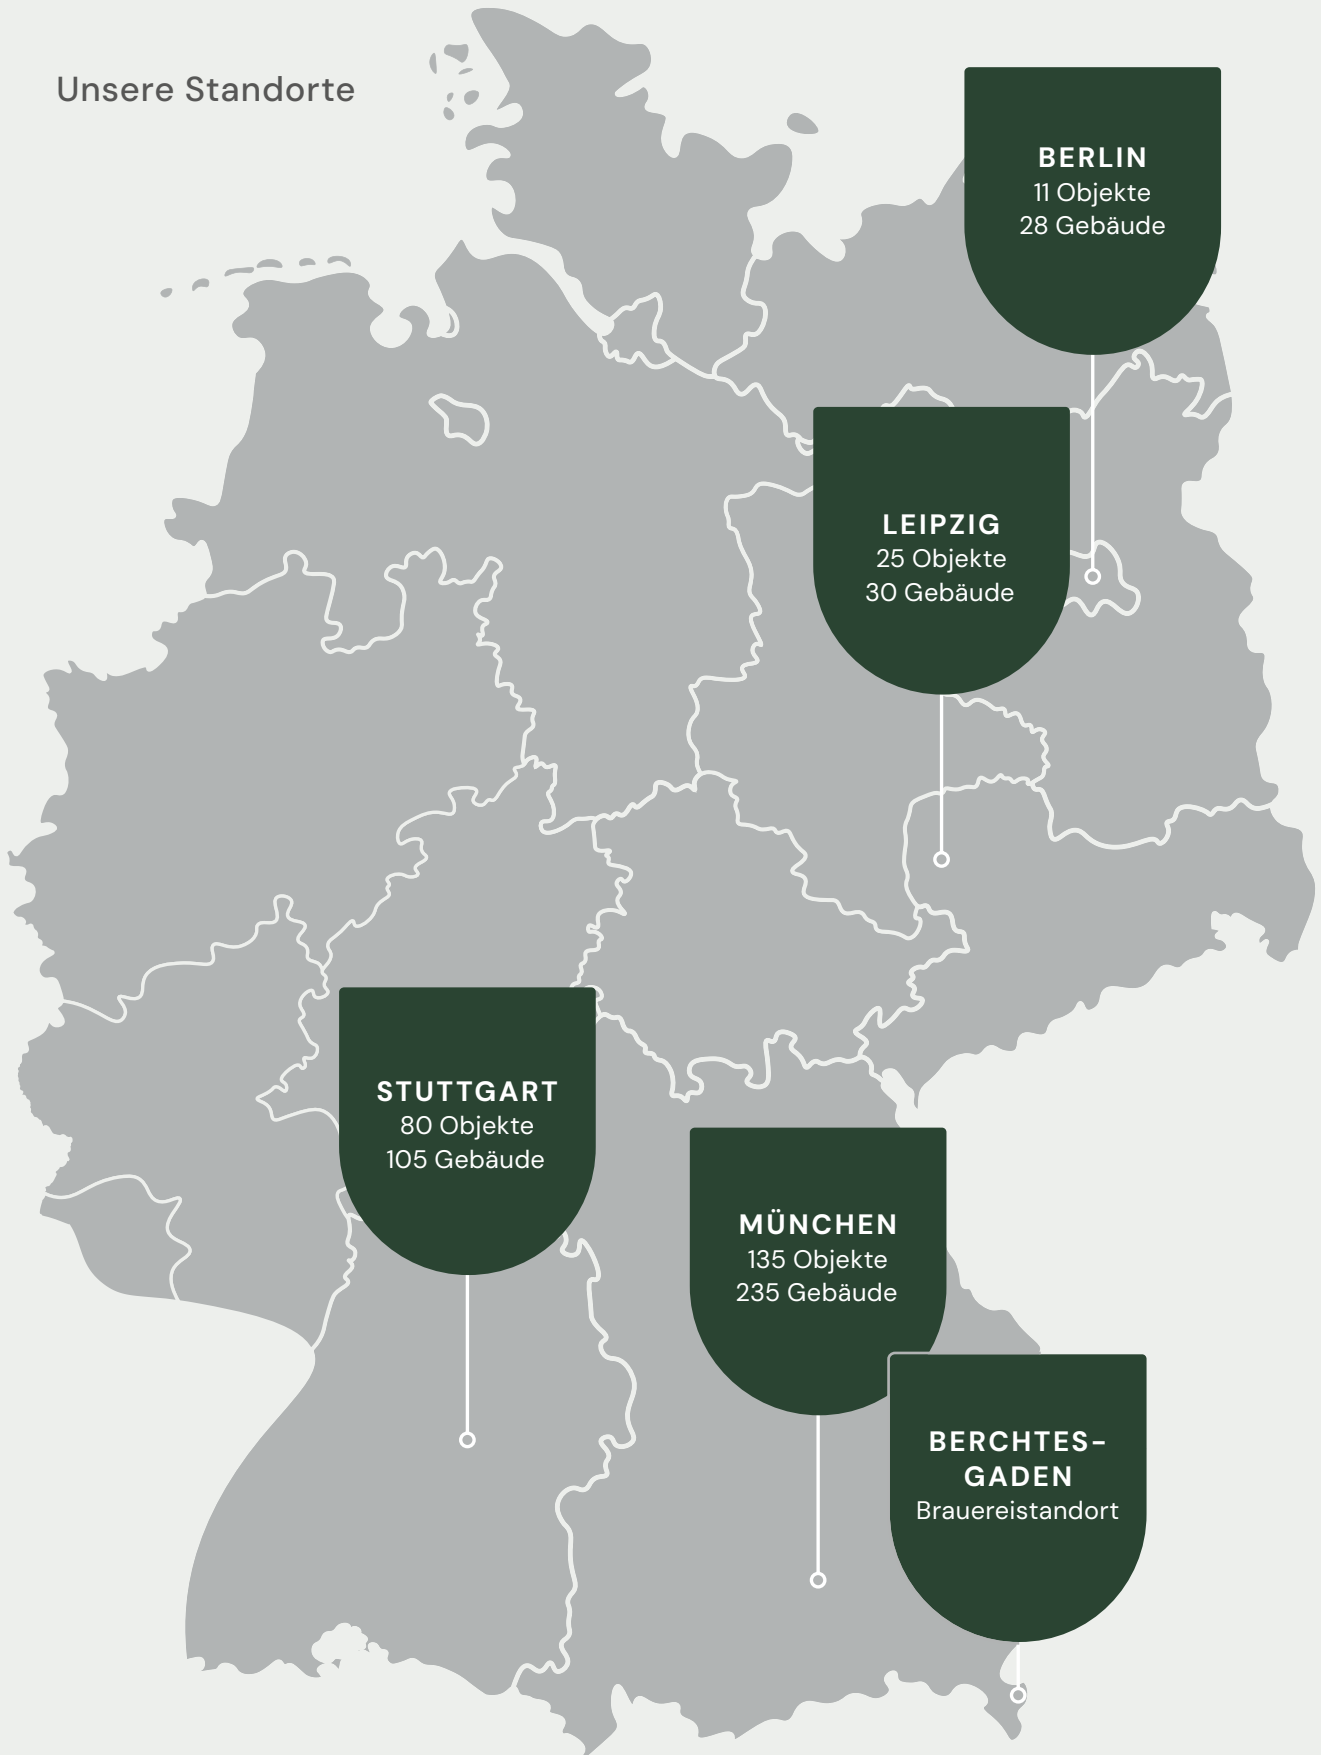 Unsere Standorte
BERLIN
11 Objekte
28 Gebäude
LEIPZIG
25 Objekte
30 Gebäude
STUTTGART
80 Objekte
105 Gebäude
MÜNCHEN
135 Objekte
235 Gebäude
BERCHTES-
GADEN
Brauereistandort